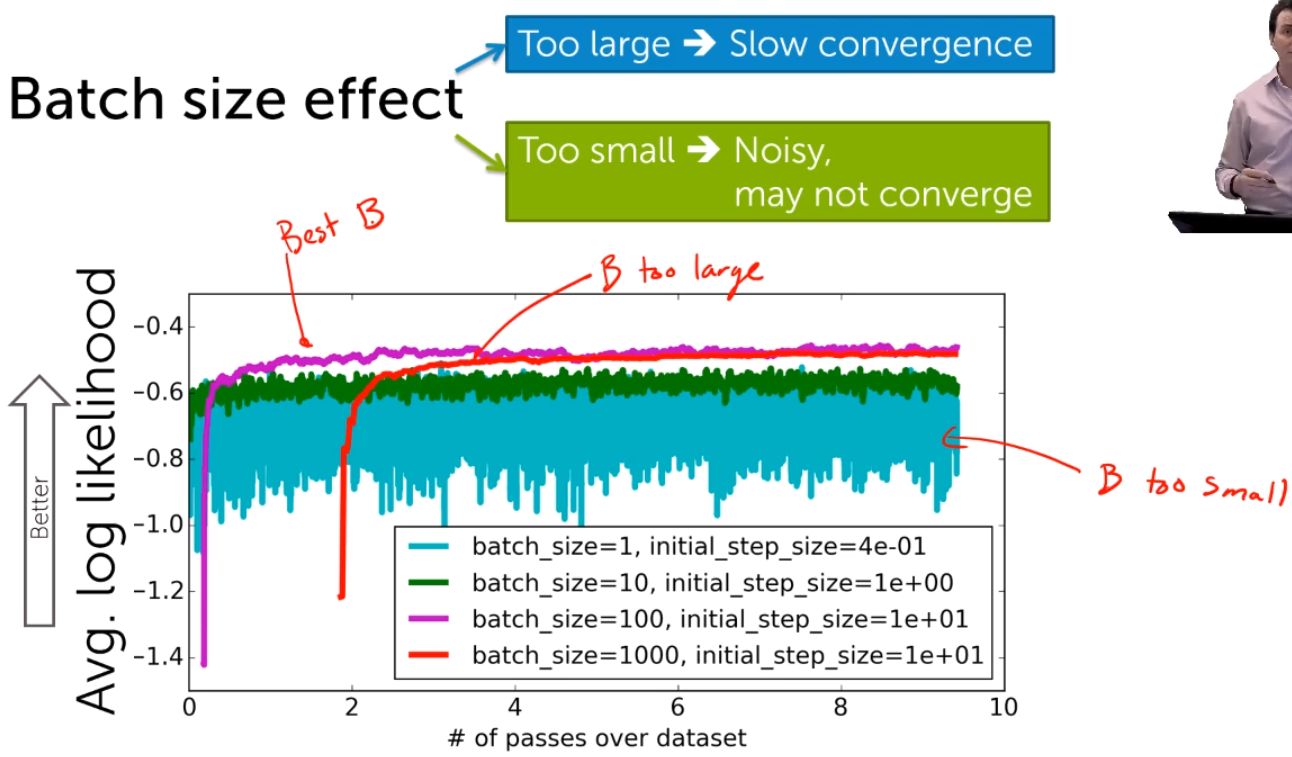 Batch size effect
Too large → Slow convergence
Too small → Noisy,
may not converge
Best B
B too large
B too small
Better
Avg. log likelihood
−0.4
−0.6
−0.8
−1.0
−1.2
−1.4
batch_size=1, initial_step_size=4e-01
batch_size=10, initial_step_size=1e+00
batch_size=100, initial_step_size=1e+01
batch_size=1000, initial_step_size=1e+01
0 2 4 6 8 10
# of passes over dataset